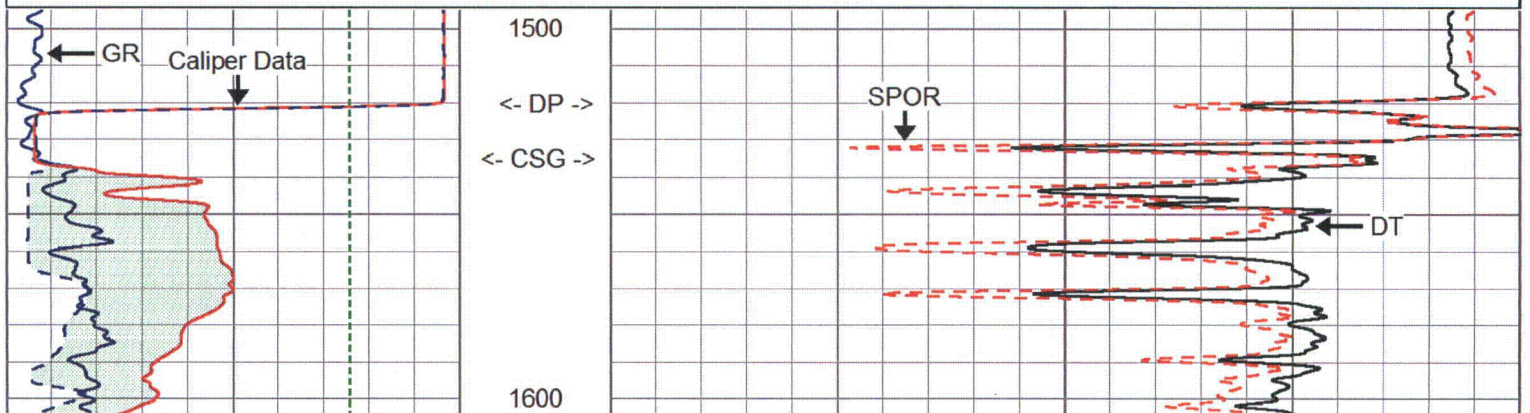 1500
GR
Caliper Data
<- DP ->
SPOR
<- CSG ->
DT
1600